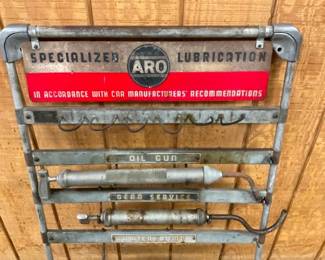 SPECIALIZED ARO LUBRICATION
IN ACCORDANCE WITH CAR MANUFACTURERS' RECOMMENDATIONS
OIL GUN
GEAR SERVICE